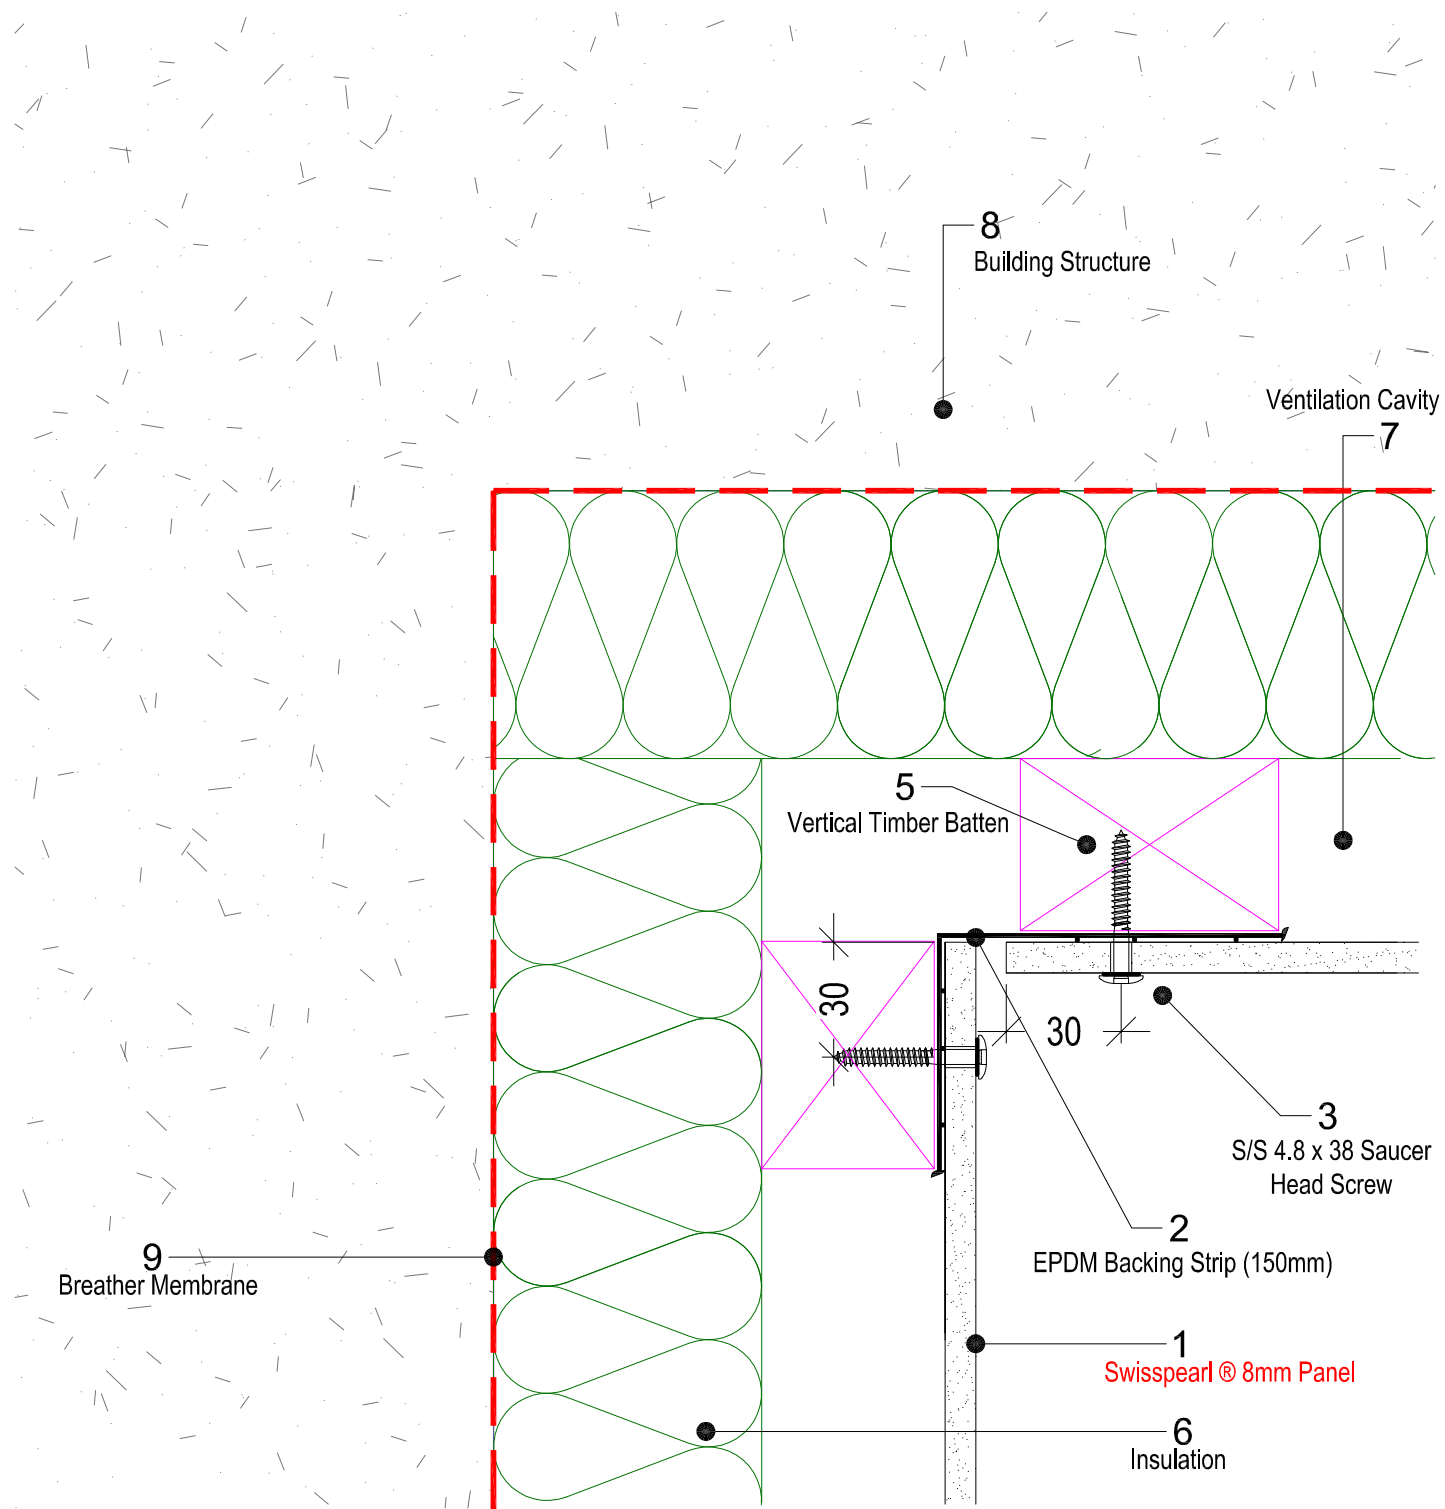 8
Building Structure
Ventilation Cavity
7
5
Vertical Timber Batten
30
30
3
S/S 4.8 x 38 Saucer
Head Screw
2
EPDM Backing Strip (150mm)
9
Breather Membrane
1
Swisspearl ® 8mm Panel
6
Insulation